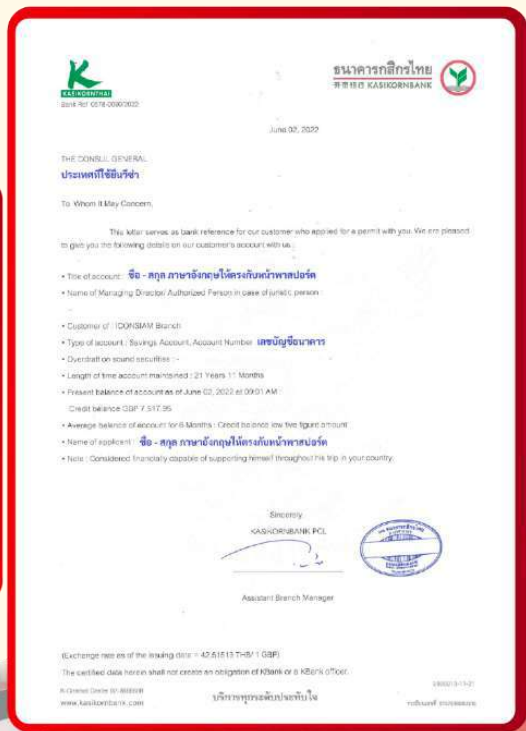 KASIKORNTHAI
ธนาคารกสิกรไทย
开泰银行 KASIKORNBANK
June 02, 2022
THE CONSUL GENERAL
ประเทศที่ใช้ยื่นวีซ่า
To Whom It May Concern,
This letter serves as bank reference for our customer who applied for a permit with you. We are pleased
to give you the following details on our customer's account with us :
• Title of account : ชื่อ - สกุล ภาษาอังกฤษให้ตรงกับหน้าพาสปอร์ต
• Name of Managing Director/ Authorized Person in case of juristic person
• Customer of : ICONSIAM Branch
• Type of account : Savings Account, Account Number เลขบัญชีธนาคาร
• Overdraft on sound securities : -
• Length of time account maintained : 21 Years 11 Months
• Present balance of account as of June 02, 2022 at 09:01 AM :
Credit balance GBP 7,517.95
• Average balance of account for 6 Months : Credit balance low five figure amount
• Name of applicant : ชื่อ - สกุล ภาษาอังกฤษให้ตรงกับหน้าพาสปอร์ต
• Note : Considered financially capable of supporting himself throughout his trip in your country.
Sincerely
KASIKORNBANK PCL
Assistant Branch Manager
(Exchange rate as of the issuing date = 42.61513 THB/ 1 GBP)
The certified data herein shall not create an obligation of KBank or a KBank officer.
www.kasikornbank.com
บริการทุกระดับประทับใจ